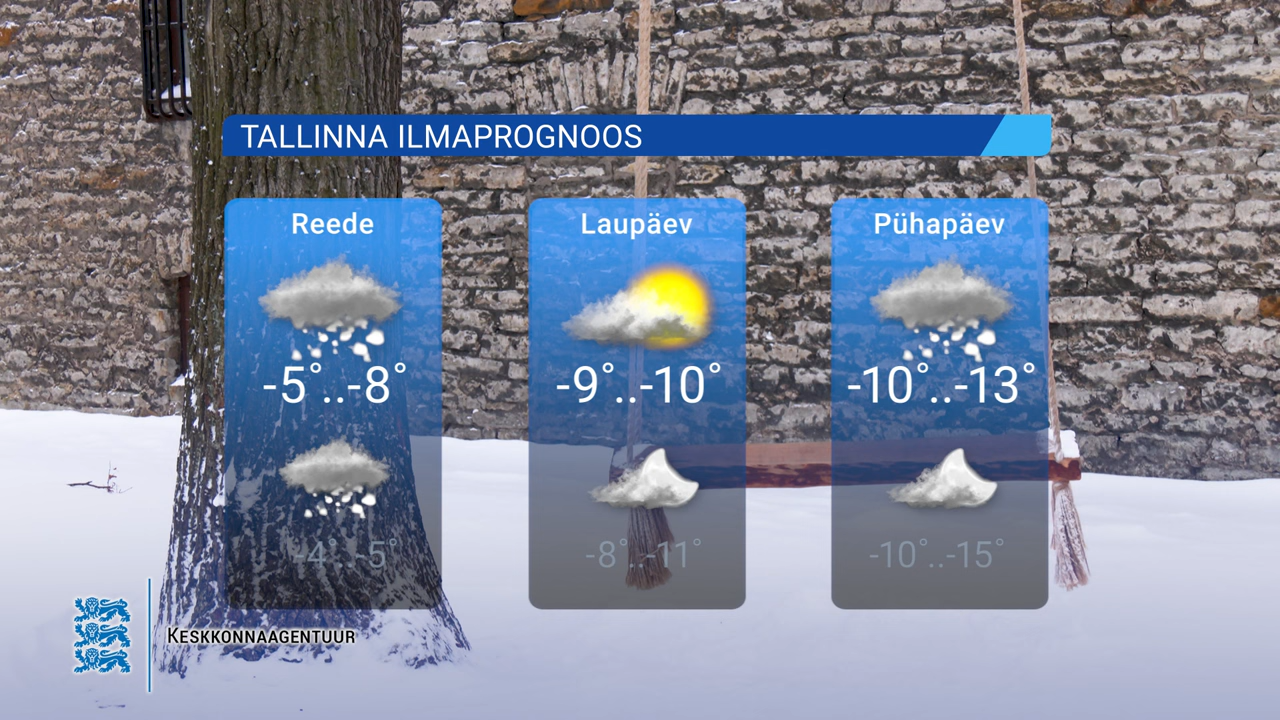 TALLINNA ILMAPROGNOOS
Reede
-5°..-8°
-4°..-5°
Laupäev
-9°..-10°
-8°..-11°
Pühapäev
-10°..-13°
-10°..-15°
KESKKONNAAGENTUUR